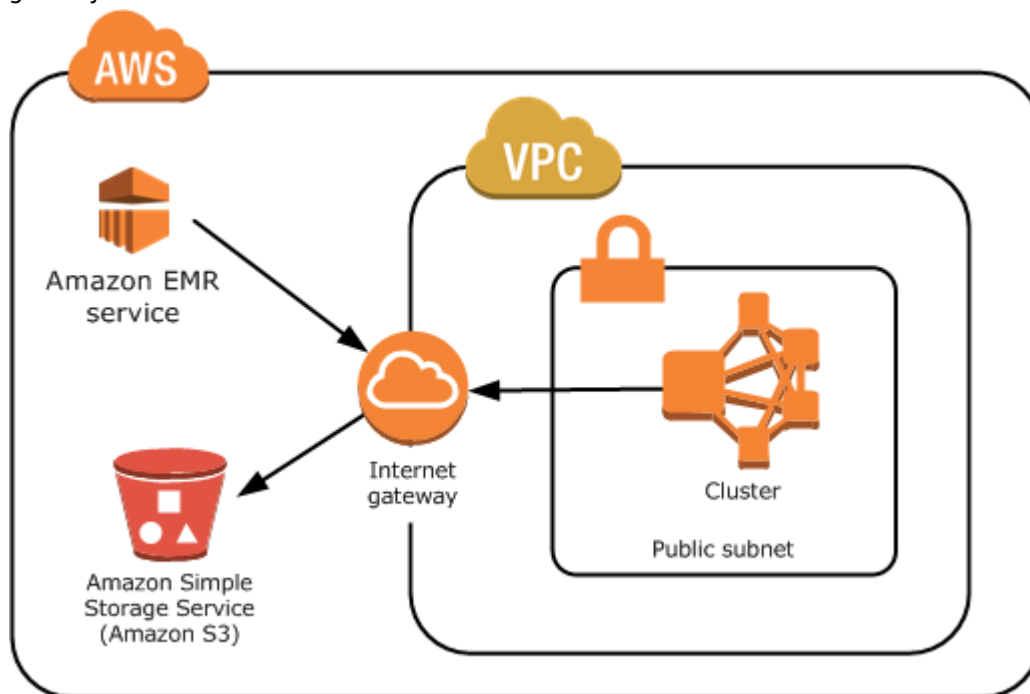 AWS
VPC
Amazon EMR
service
Internet
gateway
Cluster
Public subnet
Amazon Simple
Storage Service
(Amazon S3)